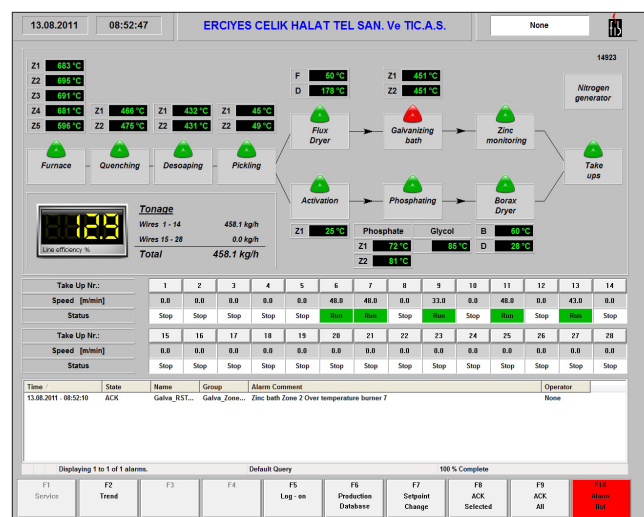 13.08.2011 08:52:47 ERCIYES CELIK HALAT TEL SAN. Ve TIC.A.S. None fib
14923
Z1 683 °C
Z2 695 °C
Z3 691 °C
Z4 681 °C Z1 466 °C Z1 432 °C Z1 45 °C
Z5 596 °C Z2 475 °C Z2 431 °C Z2 49 °C
F 50 °C Z1 451 °C
D 178 °C Z2 451 °C
Nitrogen generator
Flux Dryer
Galvanizing bath
Zinc monitoring
Furnace Quenching Desoaping Pickling
Take ups
Activation Phosphating Borax Dryer
Z1 25 °C Phosphate Glycol B 60 °C
Z1 72 °C 85 °C D 28 °C
Z2 81 °C
129
Line efficiency %
Tonage
Wires 1 - 14 458.1 kg/h
Wires 15 - 28 0.0 kg/h
Total 458.1 kg/h
Take Up Nr.: 1 2 3 4 5 6 7 8 9 10 11 12 13 14
Speed [m/min] 0.0 0.0 0.0 0.0 0.0 48.0 48.0 0.0 33.0 0.0 48.0 0.0 43.0 0.0
Status Stop Stop Stop Stop Stop Run Run Stop Run Stop Run Stop Run Stop
Take Up Nr.: 15 16 17 18 19 20 21 22 23 24 25 26 27 28
Speed [m/min] 0.0 0.0 0.0 0.0 0.0 0.0 0.0 0.0 0.0 0.0 0.0 0.0 0.0 0.0
Status Stop Stop Stop Stop Stop Stop Stop Stop Stop Stop Stop Stop Stop Stop
Time State Name Group Alarm Comment Operator
13.08.2011 - 08:52:10 ACK Galva_RST... Galva_Zone... Zinc bath Zone 2 Over temperature burner 7 None
Displaying 1 to 1 of 1 alarms. Default Query 100 % Complete
F1 F2 F3 F4 F5 F6 F7 F8 F9 F10
Service Trend Log - on Production Setpoint ACK ACK Alarm
Database Change Selected All list